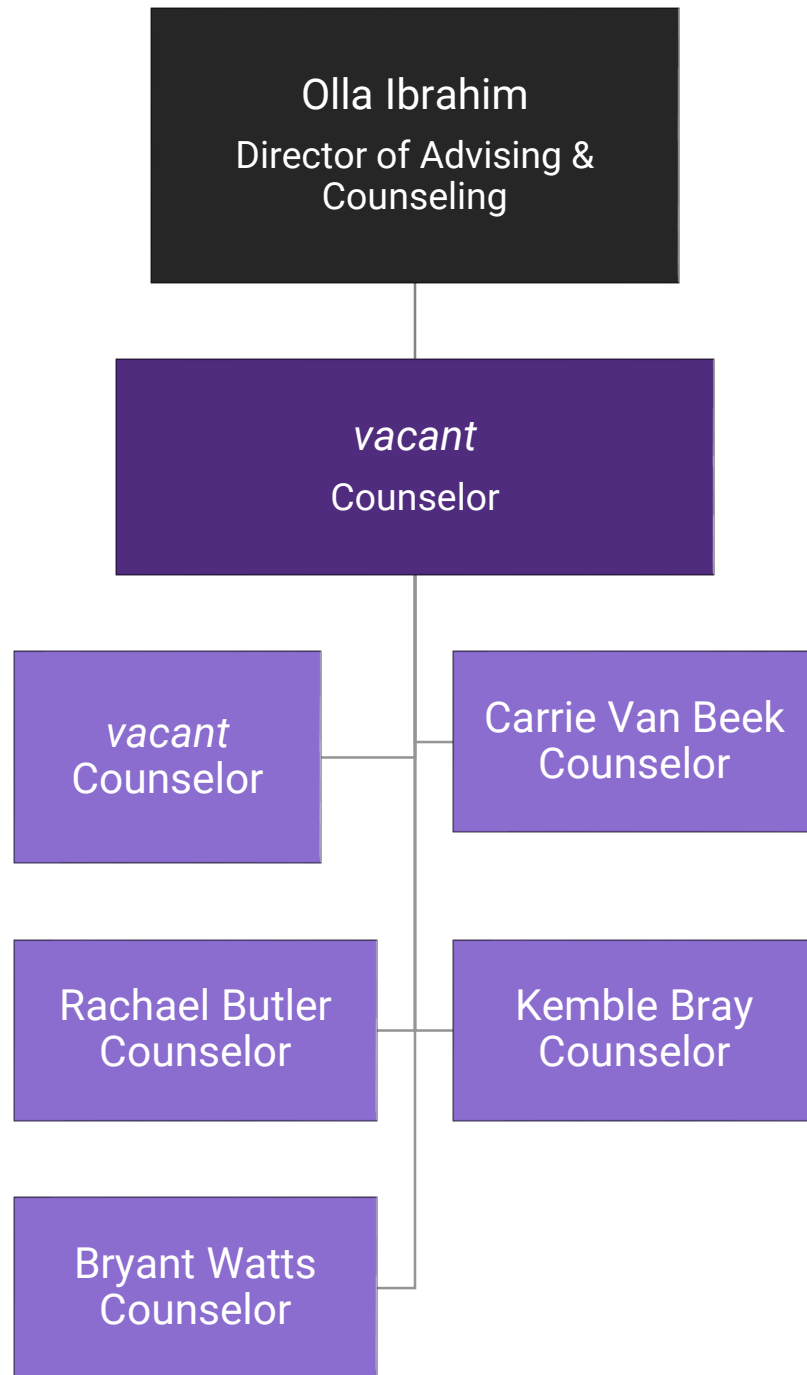 Olla Ibrahim
Director of Advising &
Counseling
vacant
Counselor
vacant
Counselor
Carrie Van Beek
Counselor
Rachael Butler
Counselor
Kemble Bray
Counselor
Bryant Watts
Counselor